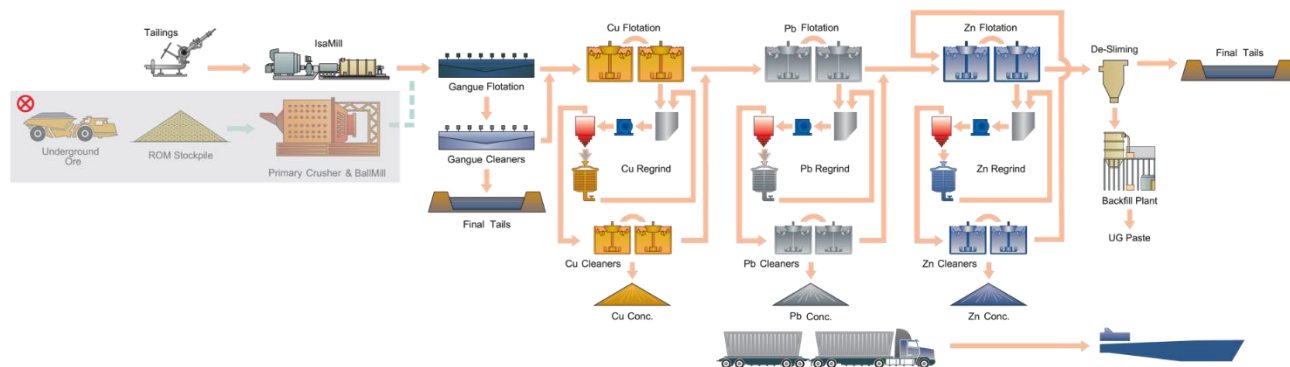 Tailings
IsaMill
Gangue Flotation
Cu Flotation
Pb Flotation
Zn Flotation
De-Sliming
Final Tails
Underground
Ore
ROM Stockpile
Primary Crusher & BallMill
Gangue Cleaners
Final Tails
Cu Regrind
Pb Regrind
Zn Regrind
Backfill Plant
UG Paste
Cu Cleaners
Pb Cleaners
Zn Cleaners
Cu Conc.
Pb Conc.
Zn Conc.